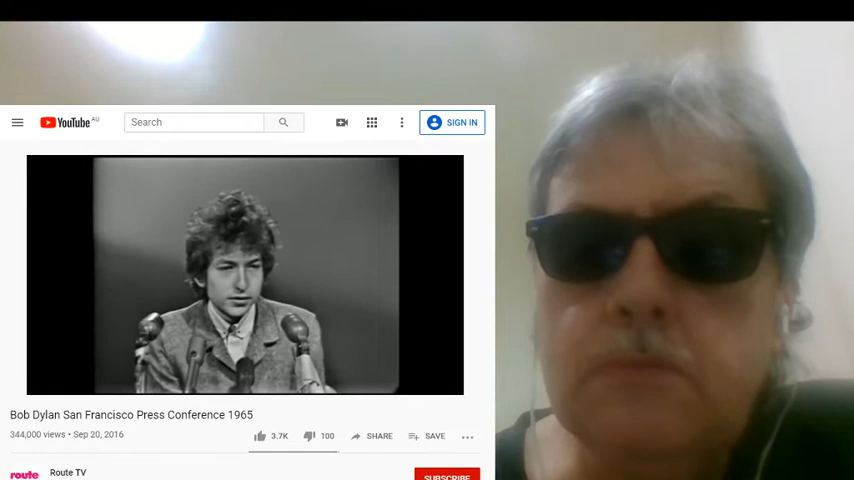 YouTube AU
Search
SIGN IN
Bob Dylan San Francisco Press Conference 1965
344,000 views • Sep 20, 2016
3.7K
100
SHARE
SAVE
route
Route TV
SUBSCRIBE